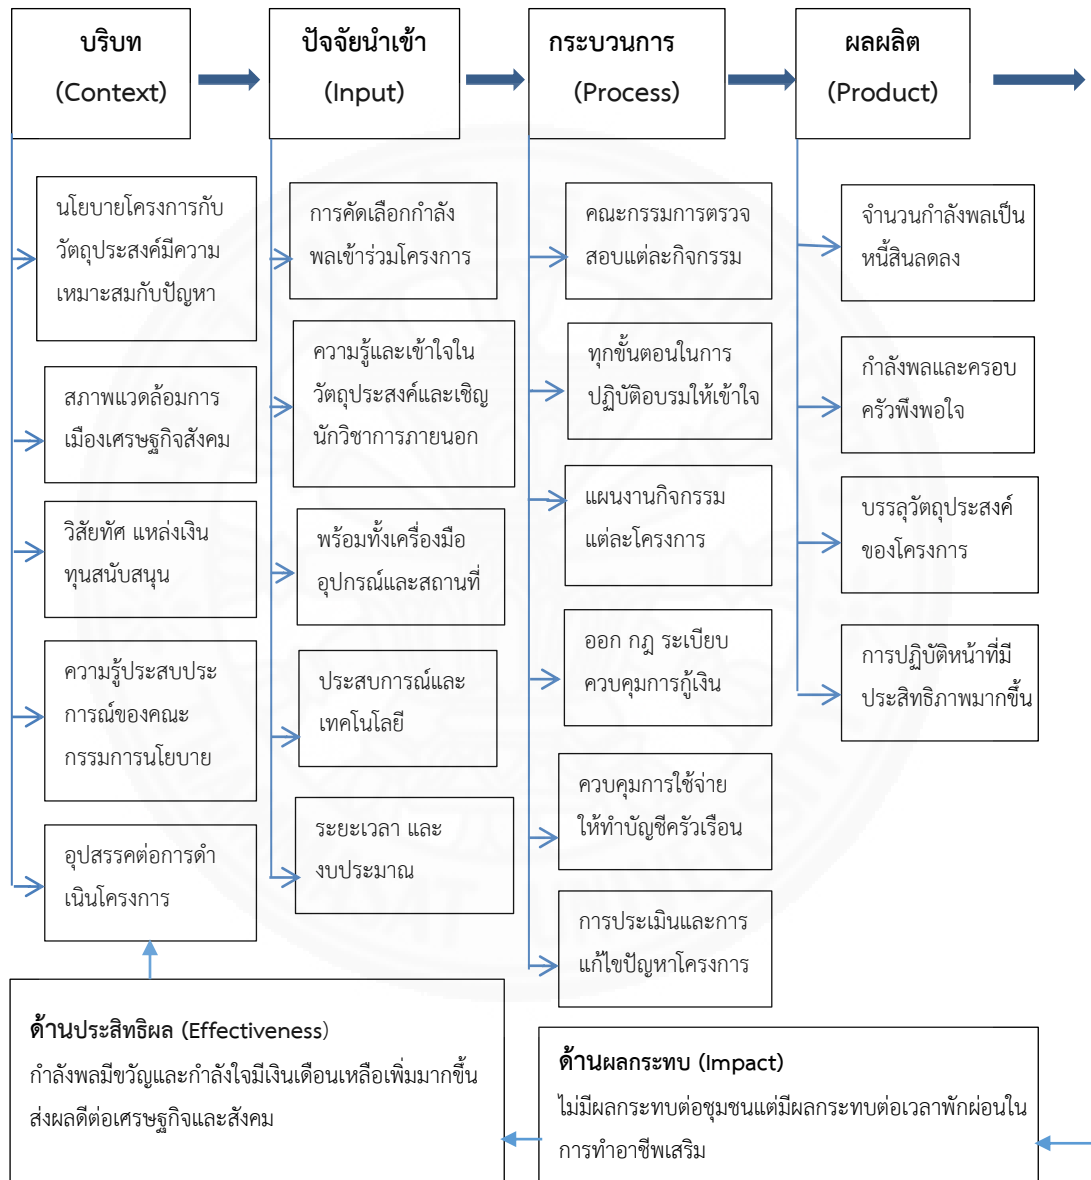 บริบท
(Context)
ปัจจัยนำเข้า
(Input)
กระบวนการ
(Process)
ผลผลิต
(Product)
นโยบายโครงการกับ
วัตถุประสงค์มีความ
เหมาะสมกับปัญหา
สภาพแวดล้อมการ
เมืองเศรษฐกิจสังคม
วิสัยทัศ แหล่งเงิน
ทุนสนับสนุน
ความรู้ประสบประ
การณ์ของคณะ
กรรมการนโยบาย
อุปสรรคต่อการดำ
เนินโครงการ
การคัดเลือกกำลัง
พลเข้าร่วมโครงการ
ความรู้และเข้าใจใน
วัตถุประสงค์และเชิญ
นักวิชาการภายนอก
พร้อมทั้งเครื่องมือ
อุปกรณ์และสถานที่
ประสบการณ์และ
เทคโนโลยี
ระยะเวลา และ
งบประมาณ
คณะกรรมการตรวจ
สอบแต่ละกิจกรรม
ทุกขั้นตอนในการ
ปฏิบัติอบรมให้เข้าใจ
แผนงานกิจกรรม
แต่ละโครงการ
ออก กฎ ระเบียบ
ควบคุมการกู้เงิน
ควบคุมการใช้จ่าย
ให้ทำบัญชีครัวเรือน
การประเมินและการ
แก้ไขปัญหาโครงการ
จำนวนกำลังพลเป็น
หนี้สินลดลง
กำลังพลและครอบ
ครัวพึงพอใจ
บรรลุวัตถุประสงค์
ของโครงการ
การปฏิบัติหน้าที่มี
ประสิทธิภาพมากขึ้น
ด้านประสิทธิผล (Effectiveness)
กำลังพลมีขวัญและกำลังใจมีเงินเดือนเหลือเพิ่มมากขึ้น
ส่งผลดีต่อเศรษฐกิจและสังคม
ด้านผลกระทบ (Impact)
ไม่มีผลกระทบต่อชุมชนแต่มีผลกระทบต่อเวลาพักผ่อนใน
การทำอาชีพเสริม